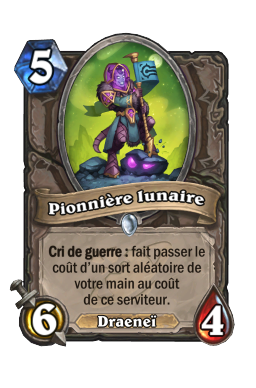 5
Pionnière lunaire
Cri de guerre : fait passer le
coût d'un sort aléatoire de
votre main au coût
de ce serviteur.
6
Draeneï
4